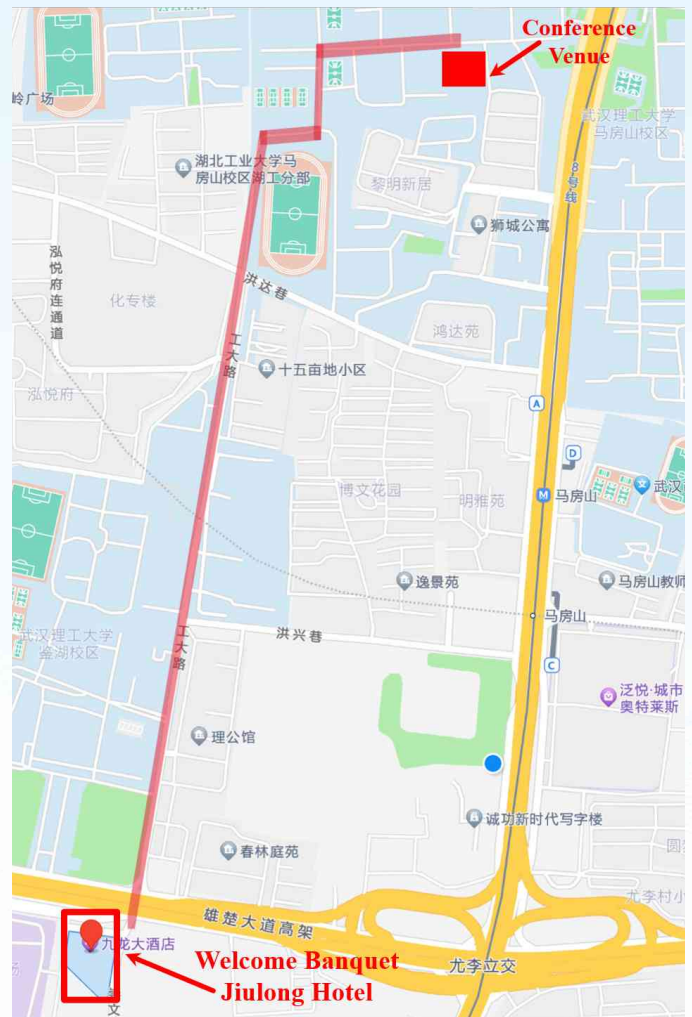 Conference
Venue
岭广场
武汉理工大学
马房山校区
湖北工业大学马
房山校区湖工分部
8号线
黎明新居
狮城公寓
泓悦府连通道
洪达巷
化专楼
鸿达苑
工大路
十五亩地小区
泓悦府
A
D
博文花园
明雅苑
M
马房山
武汉
逸景苑
马房山教师
马房山
武汉理工大学
鉴湖校区
工大路
洪兴巷
C
泛悦·城市
奥特莱斯
理公馆
诚功新时代写字楼
春林庭苑
尤李村小
雄楚大道高架
九龙大酒店
Welcome Banquet
Jiulong Hotel
尤李立交
文